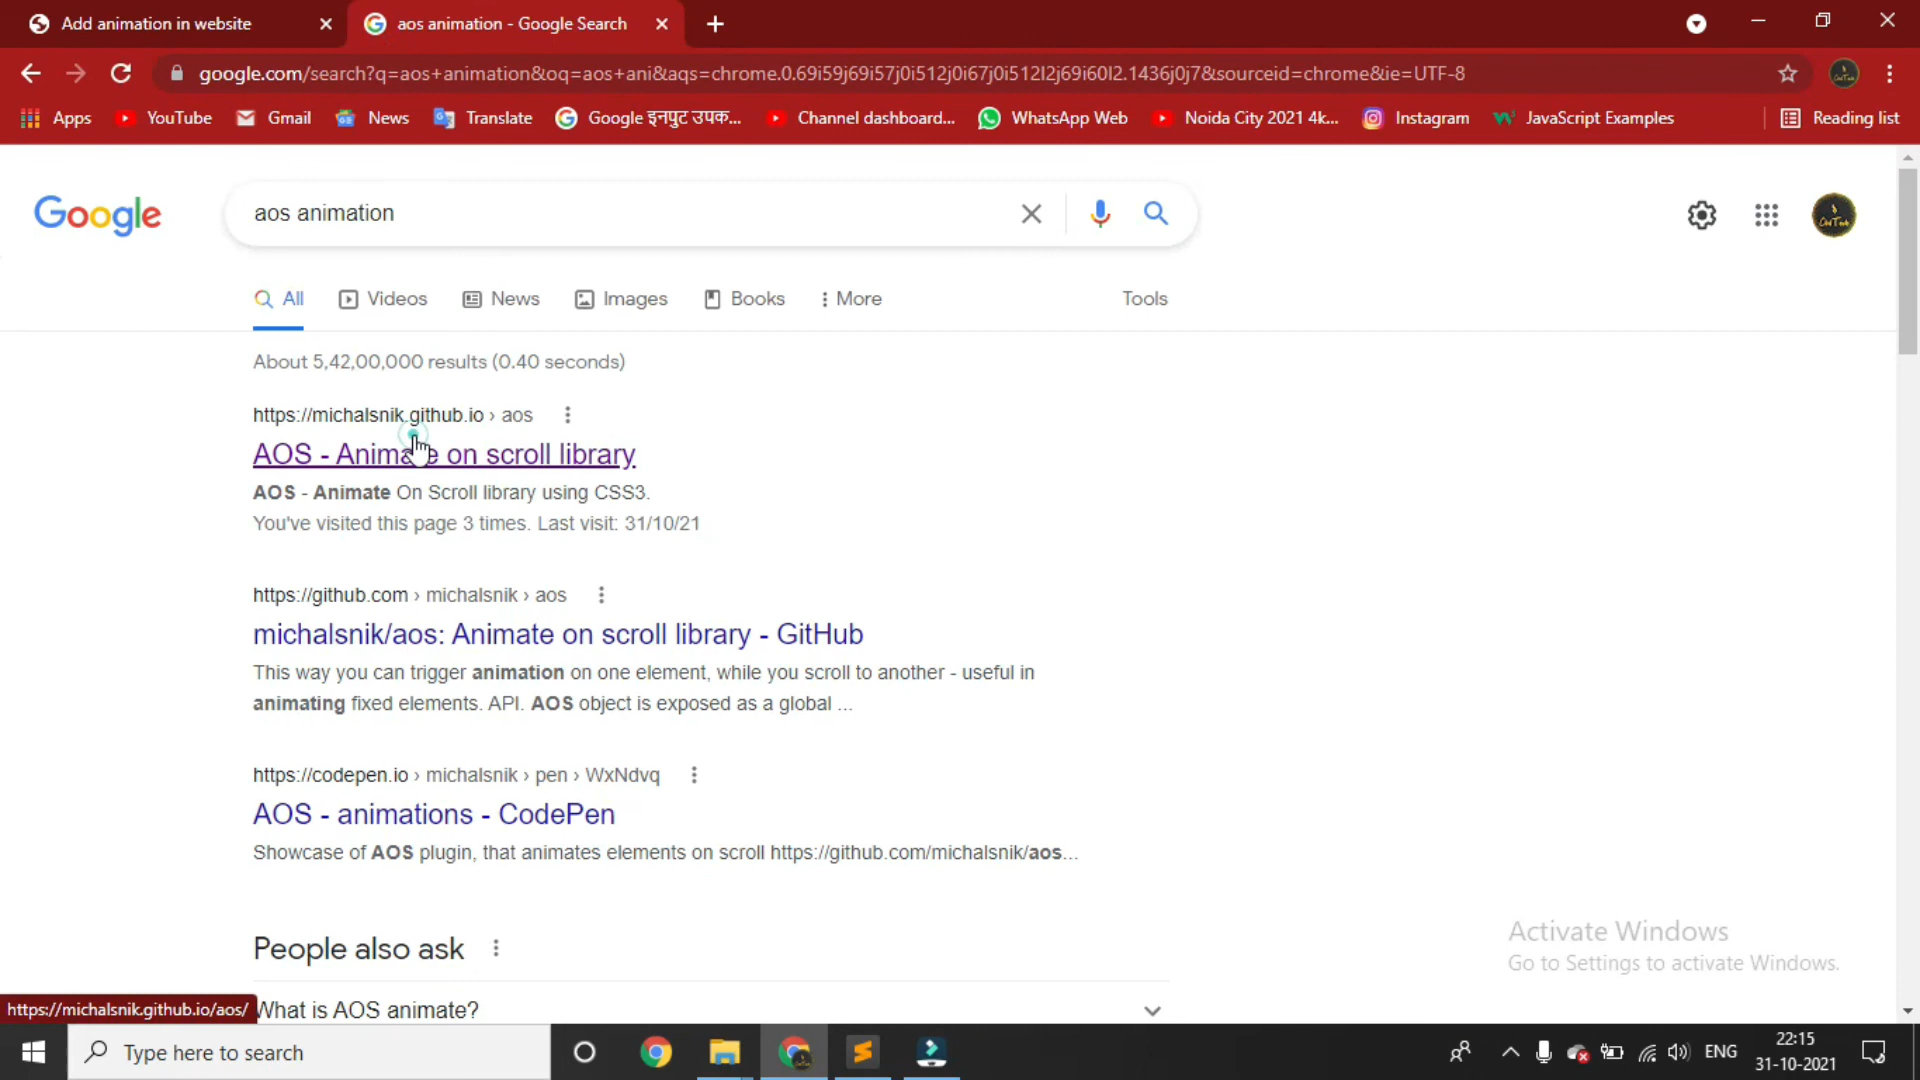 Add animation in website
aos animation - Google Search
google.com/search?q=aos+animation&oq=aos+ani&aqs=chrome.0.69i59j69i57j0i512j0i67j0i512l2j69i60l2.1436j0j7&sourceid=chrome&ie=UTF-8
Apps YouTube Gmail News Translate Google इनपुट उपक... Channel dashboard... WhatsApp Web Noida City 2021 4k... Instagram JavaScript Examples Reading list
Google
aos animation
All Videos News Images Books More Tools
About 5,42,00,000 results (0.40 seconds)
https://michalsnik.github.io › aos
AOS - Animate on scroll library
AOS - Animate On Scroll library using CSS3.
You've visited this page 3 times. Last visit: 31/10/21
https://github.com › michalsnik › aos
michalsnik/aos: Animate on scroll library - GitHub
This way you can trigger animation on one element, while you scroll to another - useful in
animating fixed elements. API. AOS object is exposed as a global ...
https://codepen.io › michalsnik › pen › WxNdvq
AOS - animations - CodePen
Showcase of AOS plugin, that animates elements on scroll https://github.com/michalsnik/aos...
People also ask
Activate Windows
Go to Settings to activate Windows.
https://michalsnik.github.io/aos/
What is AOS animate?
Type here to search
ENG
22:15
31-10-2021